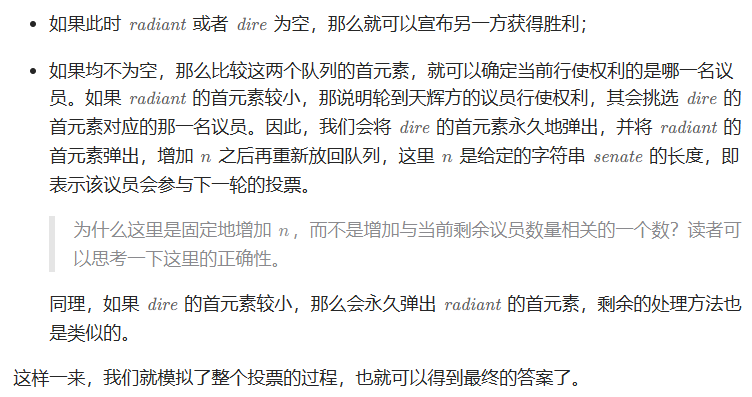 如果此时 radiant 或者 dire 为空，那么就可以宣布另一方获得胜利；
如果均不为空，那么比较这两个队列的首元素，就可以确定当前行使权利的是哪一名议
员。如果 radiant 的首元素较小，那说明轮到天辉方的议员行使权利，其会挑选 dire 的
首元素对应的那一名议员。因此，我们会将 dire 的首元素永久地弹出，并将 radiant 的
首元素弹出，增加 n 之后再重新放回队列，这里 n 是给定的字符串 senate 的长度，即
表示该议员会参与下一轮的投票。
为什么这里是固定地增加 n，而不是增加与当前剩余议员数量相关的一个数？读者可
以思考一下这里的正确性。
同理，如果 dire 的首元素较小，那么会永久弹出 radiant 的首元素，剩余的处理方法也
是类似的。
这样一来，我们就模拟了整个投票的过程，也就可以得到最终的答案了。